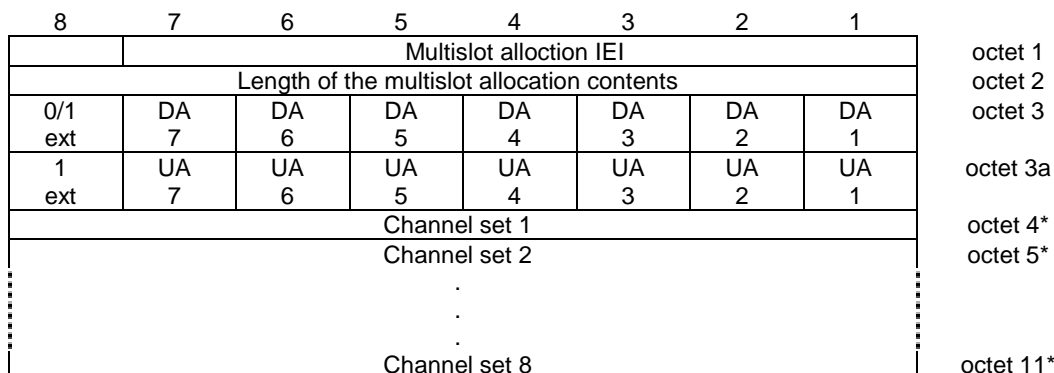 8 7 6 5 4 3 2 1
Multislot alloction IEI octet 1
Length of the multislot allocation contents octet 2
0/1 DA DA DA DA DA DA DA octet 3
ext 7 6 5 4 3 2 1
1 UA UA UA UA UA UA UA octet 3a
ext 7 6 5 4 3 2 1
Channel set 1 octet 4*
Channel set 2 octet 5*
.
.
.
Channel set 8 octet 11*